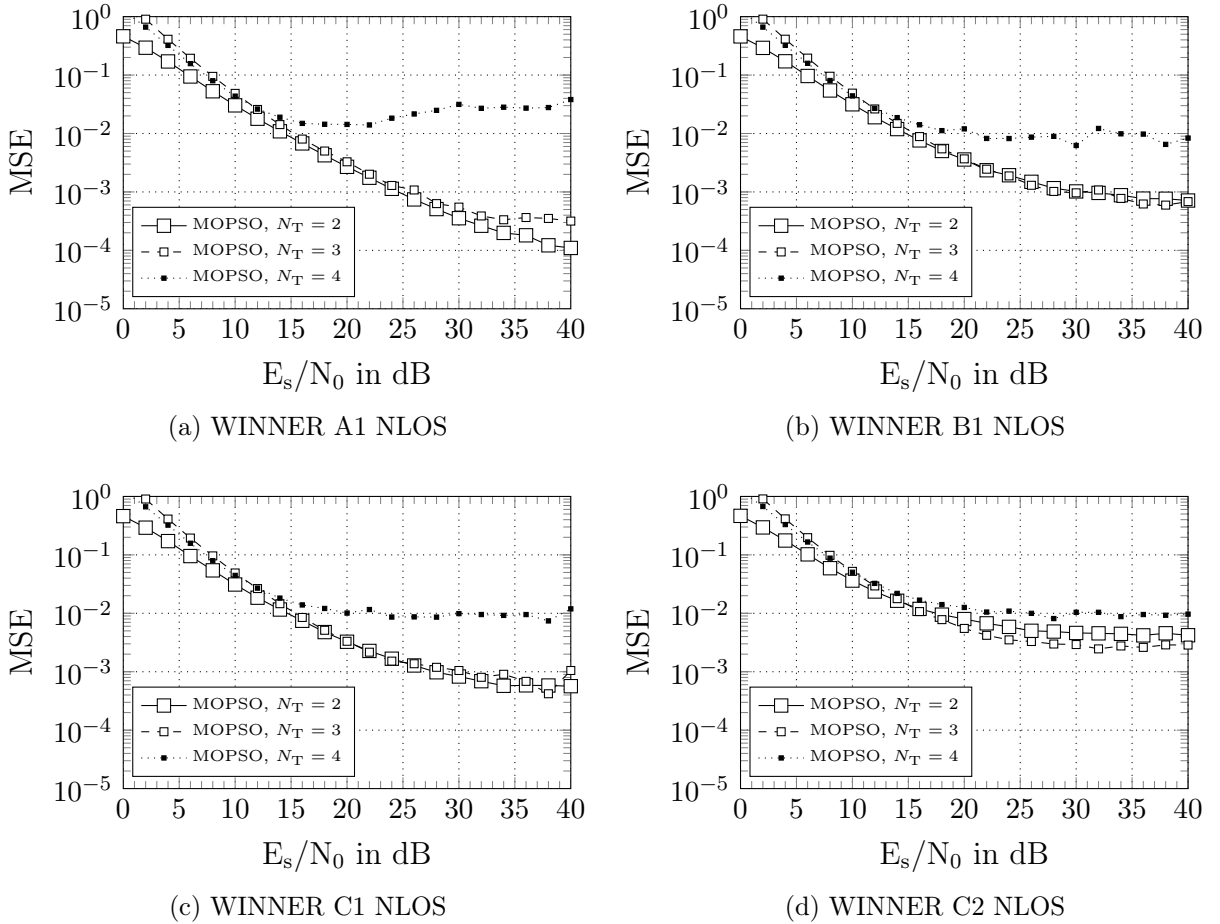 10^0
10^−1
10^−2
10^−3
10^−4
10^−5
MSE
MOPSO, N_T = 2
MOPSO, N_T = 3
MOPSO, N_T = 4
0 5 10 15 20 25 30 35 40
E_s/N_0 in dB
(a) WINNER A1 NLOS
10^0
10^−1
10^−2
10^−3
10^−4
10^−5
MSE
MOPSO, N_T = 2
MOPSO, N_T = 3
MOPSO, N_T = 4
0 5 10 15 20 25 30 35 40
E_s/N_0 in dB
(b) WINNER B1 NLOS
10^0
10^−1
10^−2
10^−3
10^−4
10^−5
MSE
MOPSO, N_T = 2
MOPSO, N_T = 3
MOPSO, N_T = 4
0 5 10 15 20 25 30 35 40
E_s/N_0 in dB
(c) WINNER C1 NLOS
10^0
10^−1
10^−2
10^−3
10^−4
10^−5
MSE
MOPSO, N_T = 2
MOPSO, N_T = 3
MOPSO, N_T = 4
0 5 10 15 20 25 30 35 40
E_s/N_0 in dB
(d) WINNER C2 NLOS